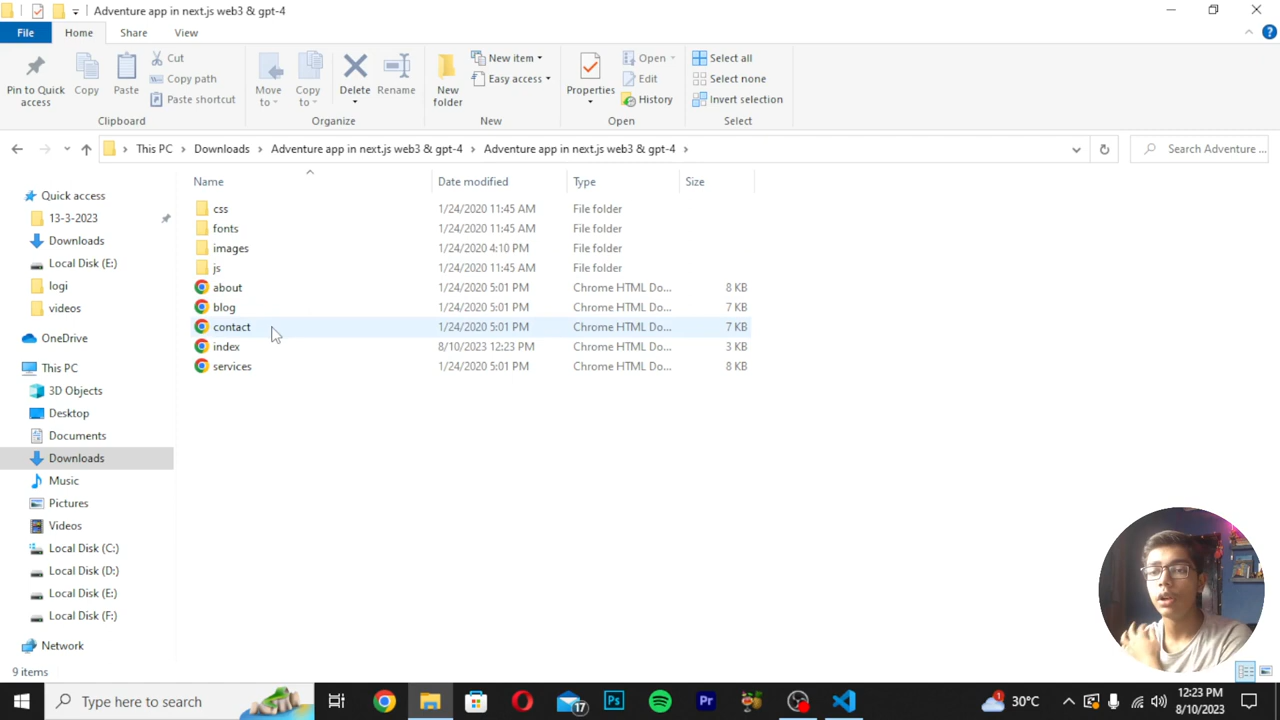 Adventure app in next.js web3 & gpt-4
File Home Share View
Pin to Quick access
Copy
Paste
Cut
Copy path
Paste shortcut
Clipboard
Move to
Copy to
Delete
Rename
Organize
New folder
New item
Easy access
New
Properties
Open
Edit
History
Open
Select all
Select none
Invert selection
Select
This PC Downloads Adventure app in next.js web3 & gpt-4 Adventure app in next.js web3 & gpt-4
Search Adventure ...
Name Date modified Type Size
css 1/24/2020 11:45 AM File folder
fonts 1/24/2020 11:45 AM File folder
images 1/24/2020 4:10 PM File folder
js 1/24/2020 11:45 AM File folder
about 1/24/2020 5:01 PM Chrome HTML Do... 8 KB
blog 1/24/2020 5:01 PM Chrome HTML Do... 7 KB
contact 1/24/2020 5:01 PM Chrome HTML Do... 7 KB
index 8/10/2023 12:23 PM Chrome HTML Do... 3 KB
services 1/24/2020 5:01 PM Chrome HTML Do... 8 KB
Quick access
13-3-2023
Downloads
Local Disk (E:)
logi
videos
OneDrive
This PC
3D Objects
Desktop
Documents
Downloads
Music
Pictures
Videos
Local Disk (C:)
Local Disk (D:)
Local Disk (E:)
Local Disk (F:)
Network
9 items
Type here to search
17
Ps
Pr
1
30°C
12:23 PM
8/10/2023